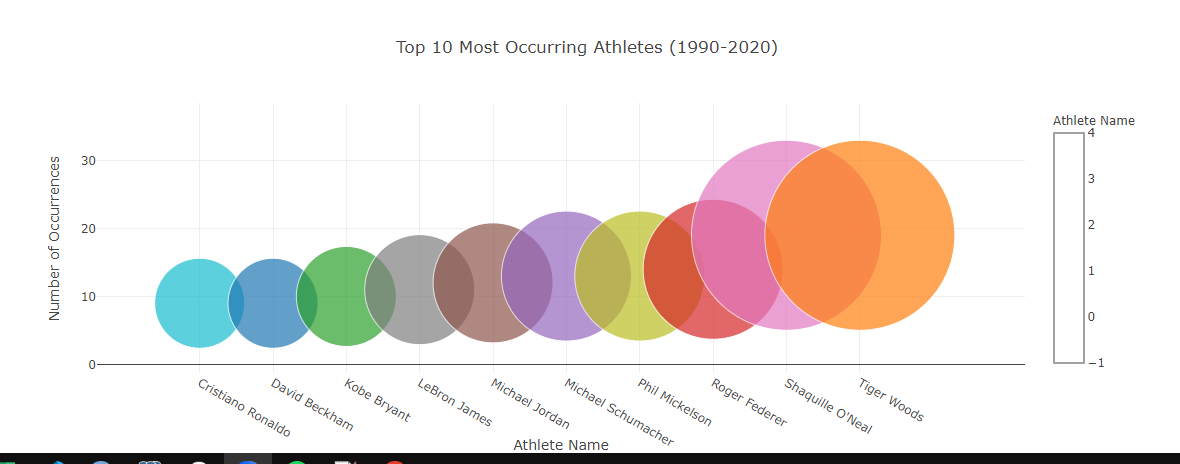 Top 10 Most Occurring Athletes (1990-2020)
Athlete Name
4
3
2
1
0
−1
Number of Occurrences
30
20
10
0
Cristiano Ronaldo
David Beckham
Kobe Bryant
LeBron James
Michael Jordan
Michael Schumacher
Phil Mickelson
Roger Federer
Shaquille O'Neal
Tiger Woods
Athlete Name